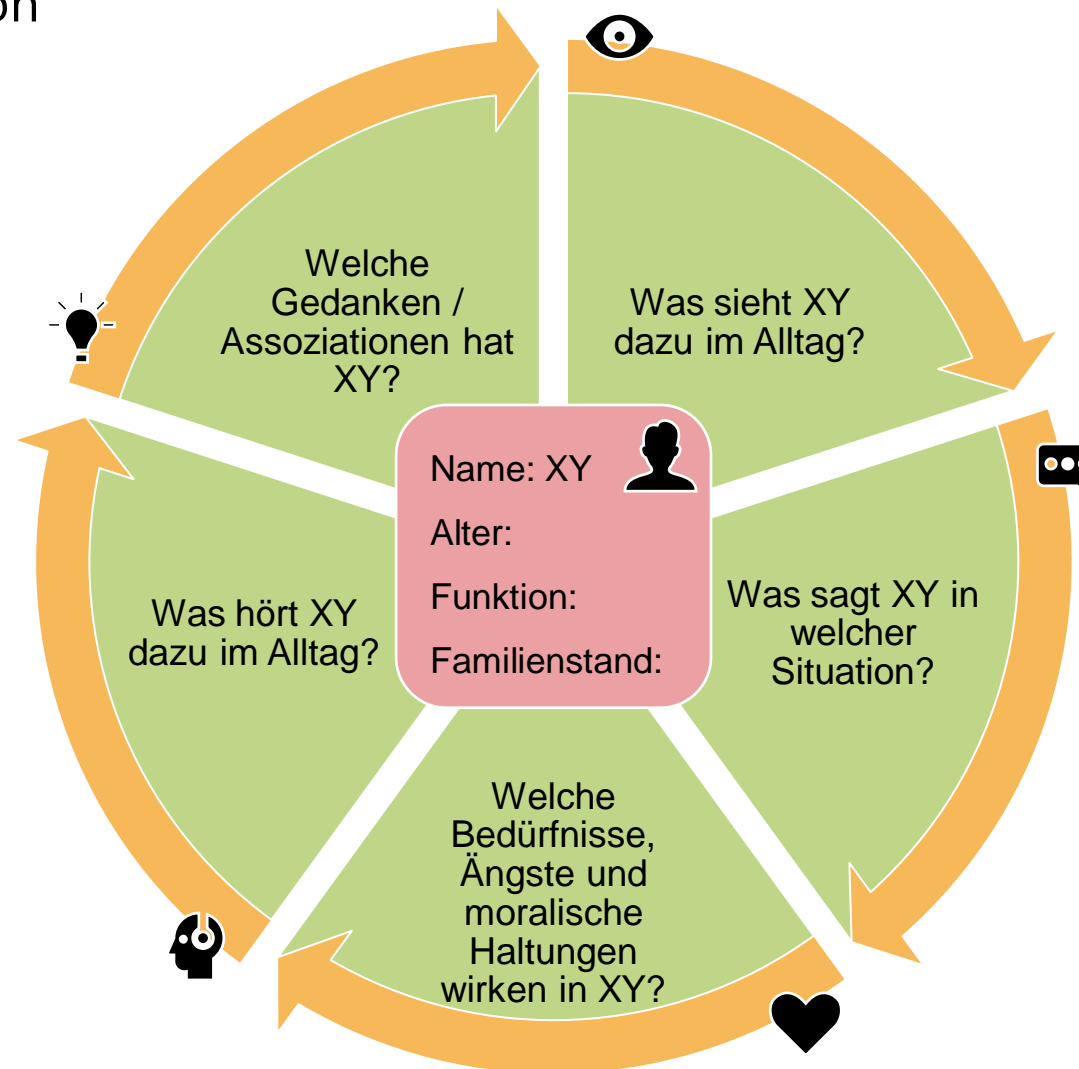 on
Welche
Gedanken /
Assoziationen hat
XY?
Was sieht XY
dazu im Alltag?
Name: XY
Alter:
Funktion:
Familienstand:
Was hört XY
dazu im Alltag?
Was sagt XY in
welcher
Situation?
Welche
Bedürfnisse,
Ängste und
moralische
Haltungen
wirken in XY?